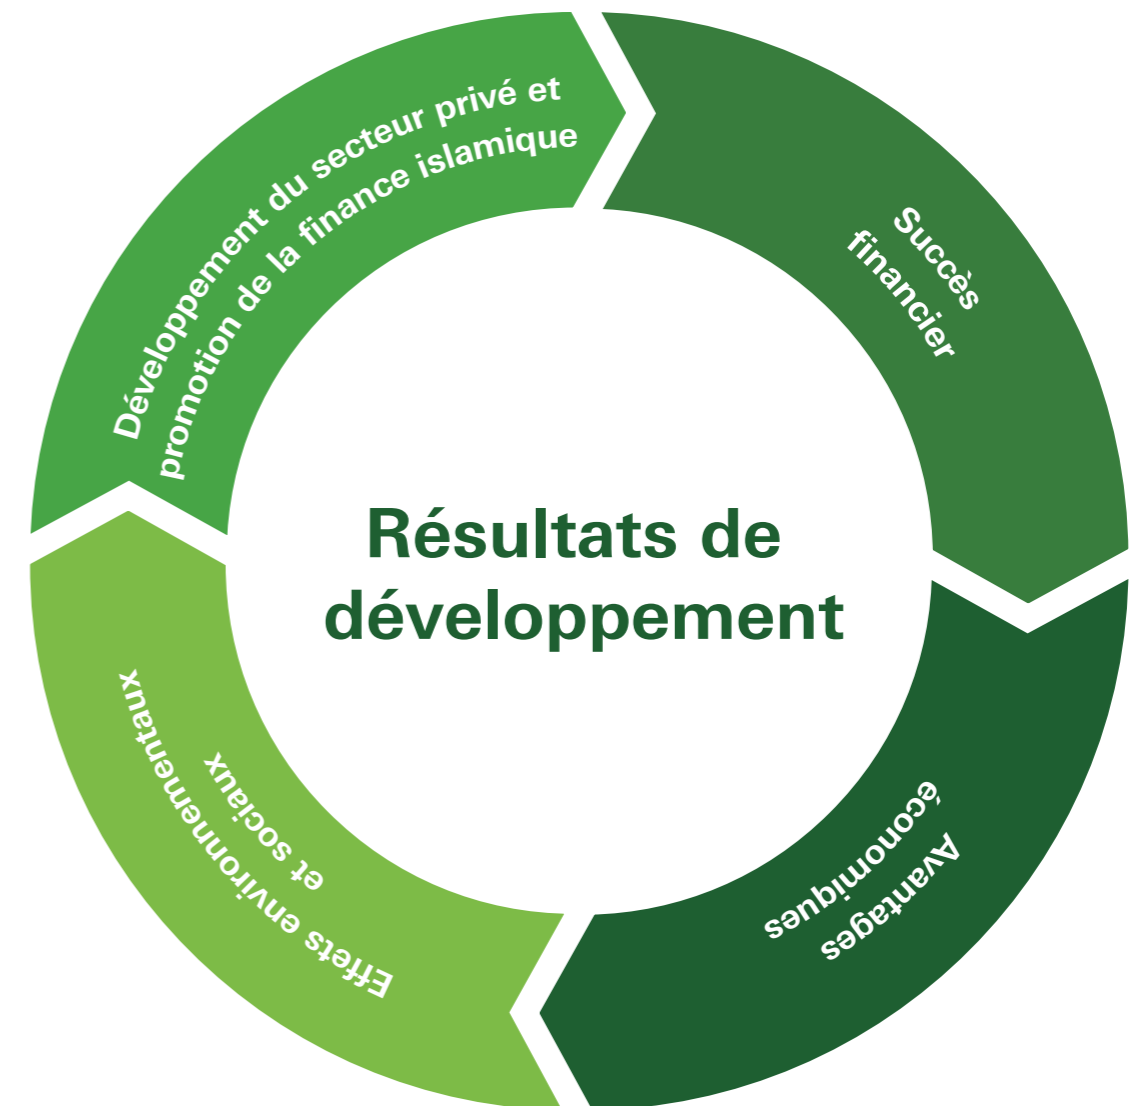 Développement du secteur privé et
promotion de la finance islamique
Succès
financier
Résultats de
développement
Avantages
économiques
Effets environnementaux
et sociaux